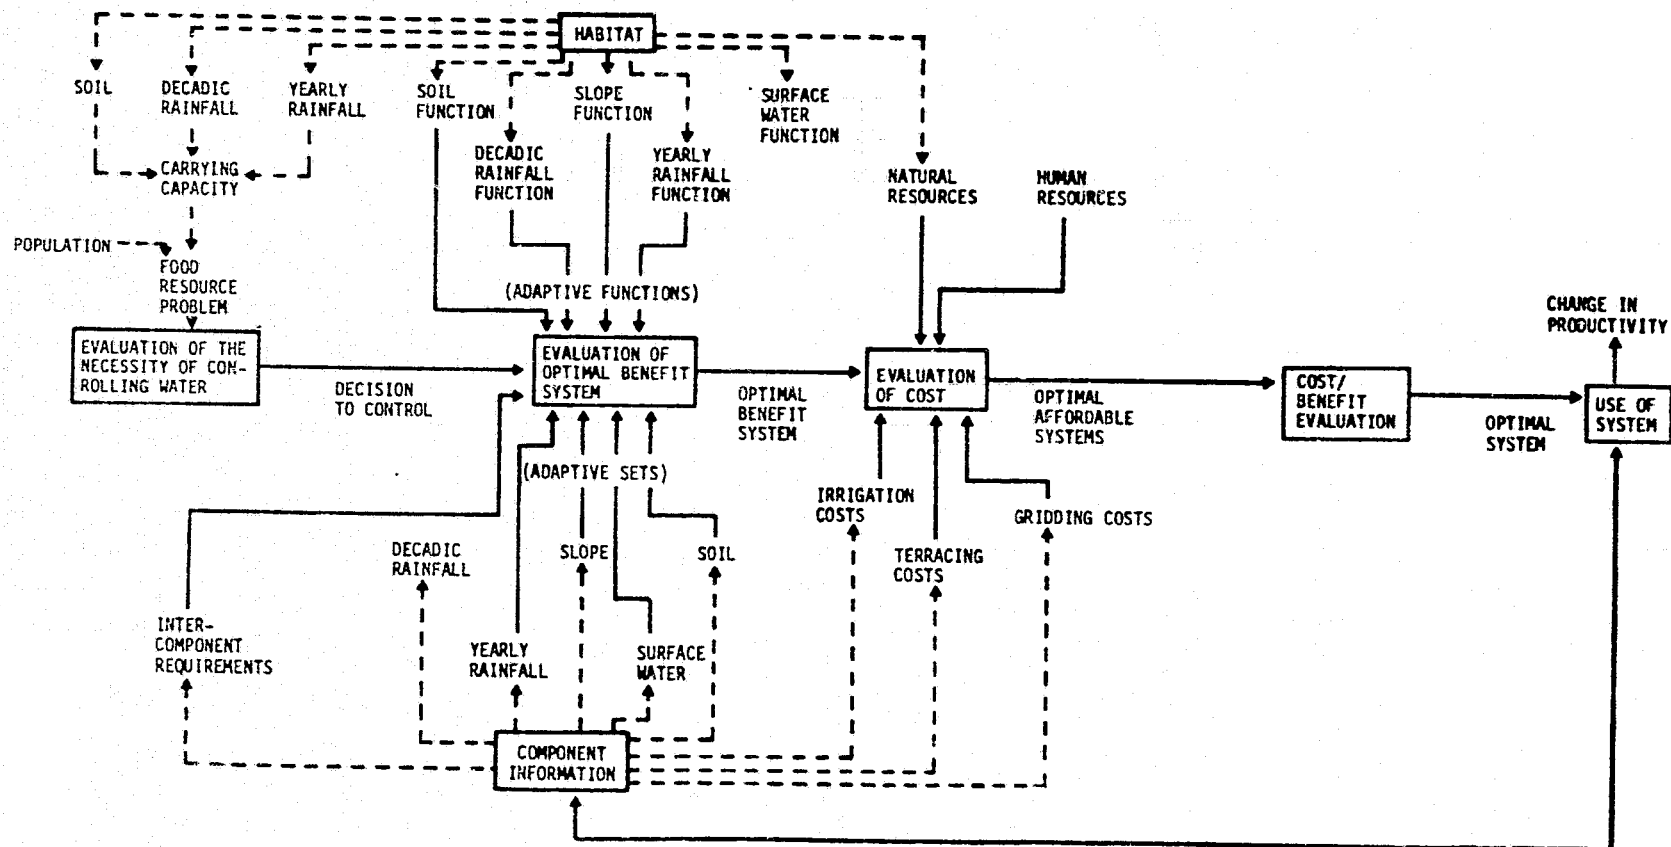 HABITAT
SOIL
DECADIC
RAINFALL
YEARLY
RAINFALL
SOIL
FUNCTION
SLOPE
FUNCTION
SURFACE
WATER
FUNCTION
DECADIC
RAINFALL
FUNCTION
YEARLY
RAINFALL
FUNCTION
CARRYING
CAPACITY
NATURAL
RESOURCES
HUMAN
RESOURCES
POPULATION
FOOD
RESOURCE
PROBLEM
(ADAPTIVE FUNCTIONS)
CHANGE IN
PRODUCTIVITY
EVALUATION OF THE
NECESSITY OF CON-
ROLLING WATER
DECISION
TO CONTROL
EVALUATION OF
OPTIMAL BENEFIT
SYSTEM
OPTIMAL
BENEFIT
SYSTEM
EVALUATION
OF COST
OPTIMAL
AFFORDABLE
SYSTEMS
COST/
BENEFIT
EVALUATION
OPTIMAL
SYSTEM
USE OF
SYSTEM
(ADAPTIVE SETS)
IRRIGATION
COSTS
GRIDDING COSTS
TERRACING
COSTS
DECADIC
RAINFALL
SLOPE
SOIL
INTER-
COMPONENT
REQUIREMENTS
YEARLY
RAINFALL
SURFACE
WATER
COMPONENT
INFORMATION